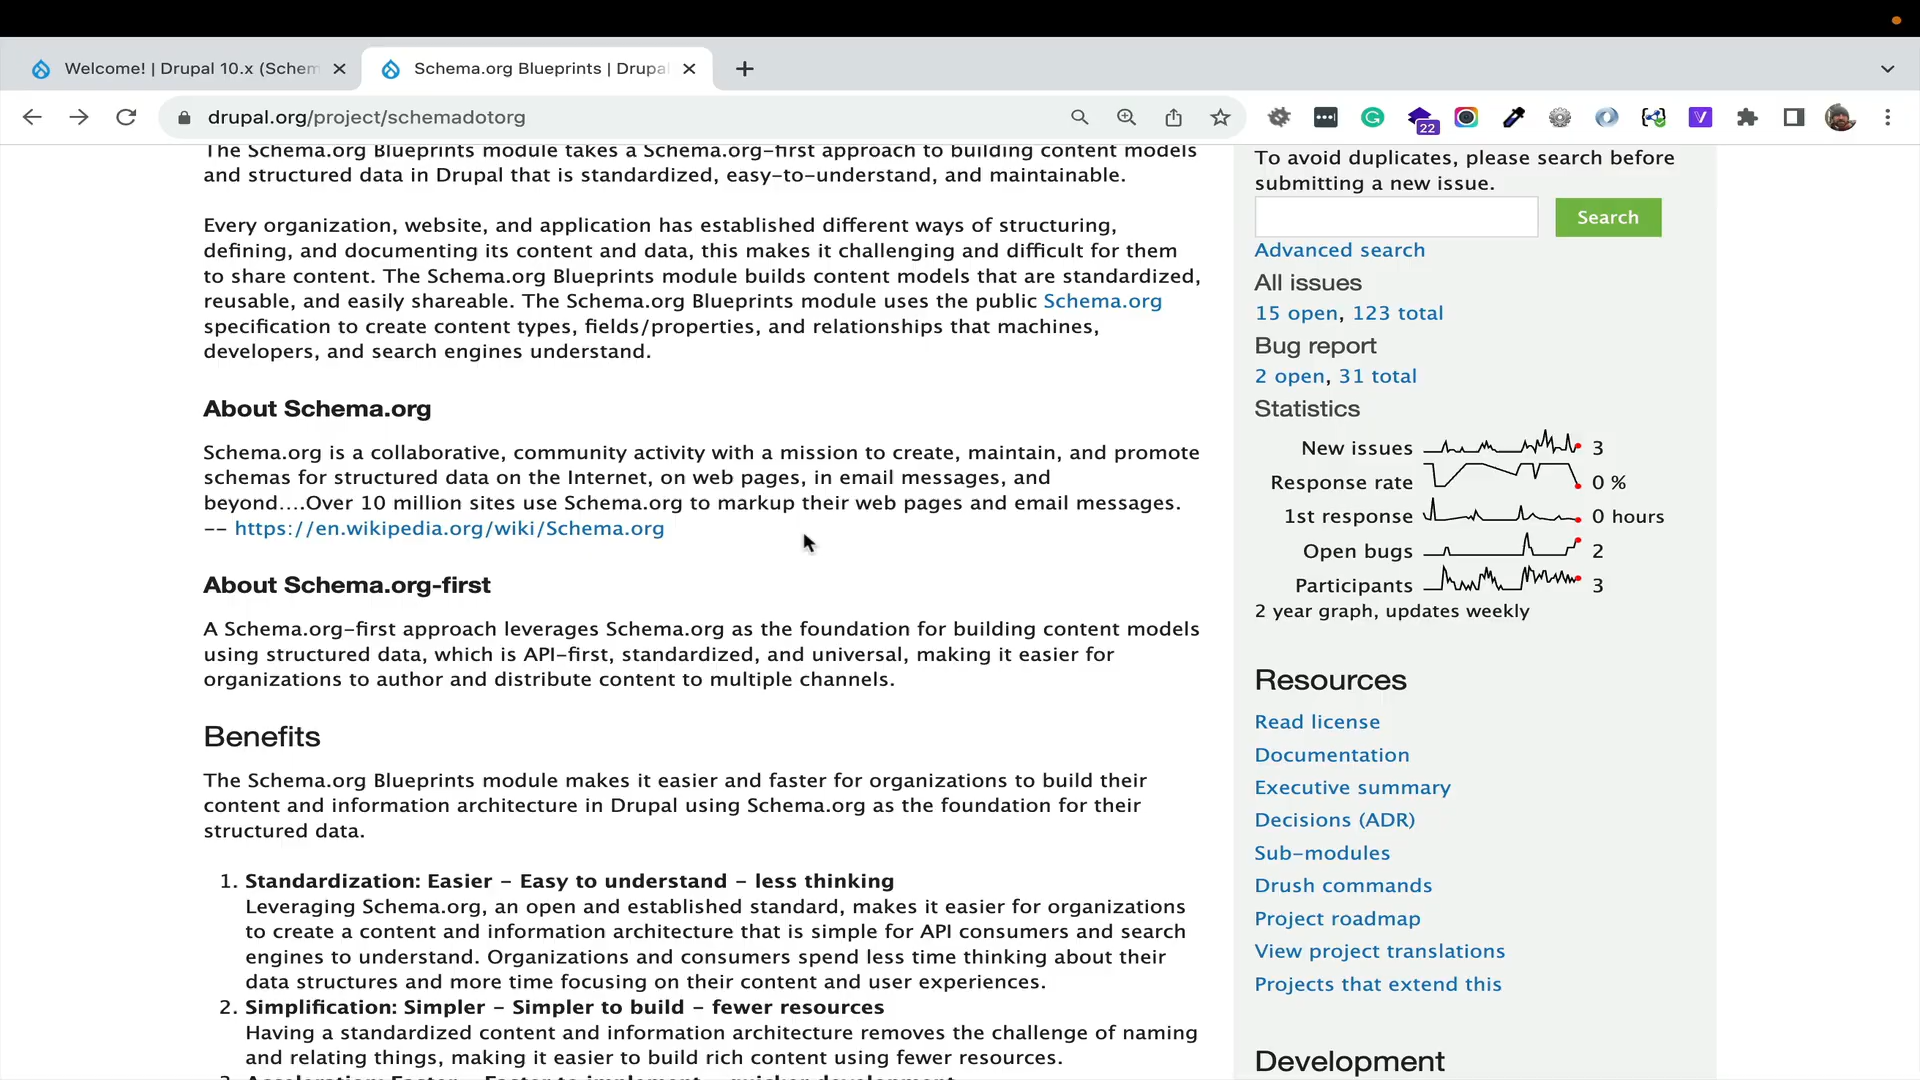 Welcome! | Drupal 10.x (Schem
Schema.org Blueprints | Drupal
drupal.org/project/schemadotorg
22
The Schema.org Blueprints module takes a Schema.org-first approach to building content models
and structured data in Drupal that is standardized, easy-to-understand, and maintainable.
Every organization, website, and application has established different ways of structuring,
defining, and documenting its content and data, this makes it challenging and difficult for them
to share content. The Schema.org Blueprints module builds content models that are standardized,
reusable, and easily shareable. The Schema.org Blueprints module uses the public Schema.org
specification to create content types, fields/properties, and relationships that machines,
developers, and search engines understand.
About Schema.org
Schema.org is a collaborative, community activity with a mission to create, maintain, and promote
schemas for structured data on the Internet, on web pages, in email messages, and
beyond….Over 10 million sites use Schema.org to markup their web pages and email messages.
-- https://en.wikipedia.org/wiki/Schema.org
About Schema.org-first
A Schema.org-first approach leverages Schema.org as the foundation for building content models
using structured data, which is API-first, standardized, and universal, making it easier for
organizations to author and distribute content to multiple channels.
Benefits
The Schema.org Blueprints module makes it easier and faster for organizations to build their
content and information architecture in Drupal using Schema.org as the foundation for their
structured data.
1. Standardization: Easier - Easy to understand - less thinking
Leveraging Schema.org, an open and established standard, makes it easier for organizations
to create a content and information architecture that is simple for API consumers and search
engines to understand. Organizations and consumers spend less time thinking about their
data structures and more time focusing on their content and user experiences.
2. Simplification: Simpler - Simpler to build - fewer resources
Having a standardized content and information architecture removes the challenge of naming
and relating things, making it easier to build rich content using fewer resources.
3. Acceleration: Faster - Faster to implement - quicker development
To avoid duplicates, please search before
submitting a new issue.
Search
Advanced search
All issues
15 open, 123 total
Bug report
2 open, 31 total
Statistics
New issues 3
Response rate 0 %
1st response 0 hours
Open bugs 2
Participants 3
2 year graph, updates weekly
Resources
Read license
Documentation
Executive summary
Decisions (ADR)
Sub-modules
Drush commands
Project roadmap
View project translations
Projects that extend this
Development